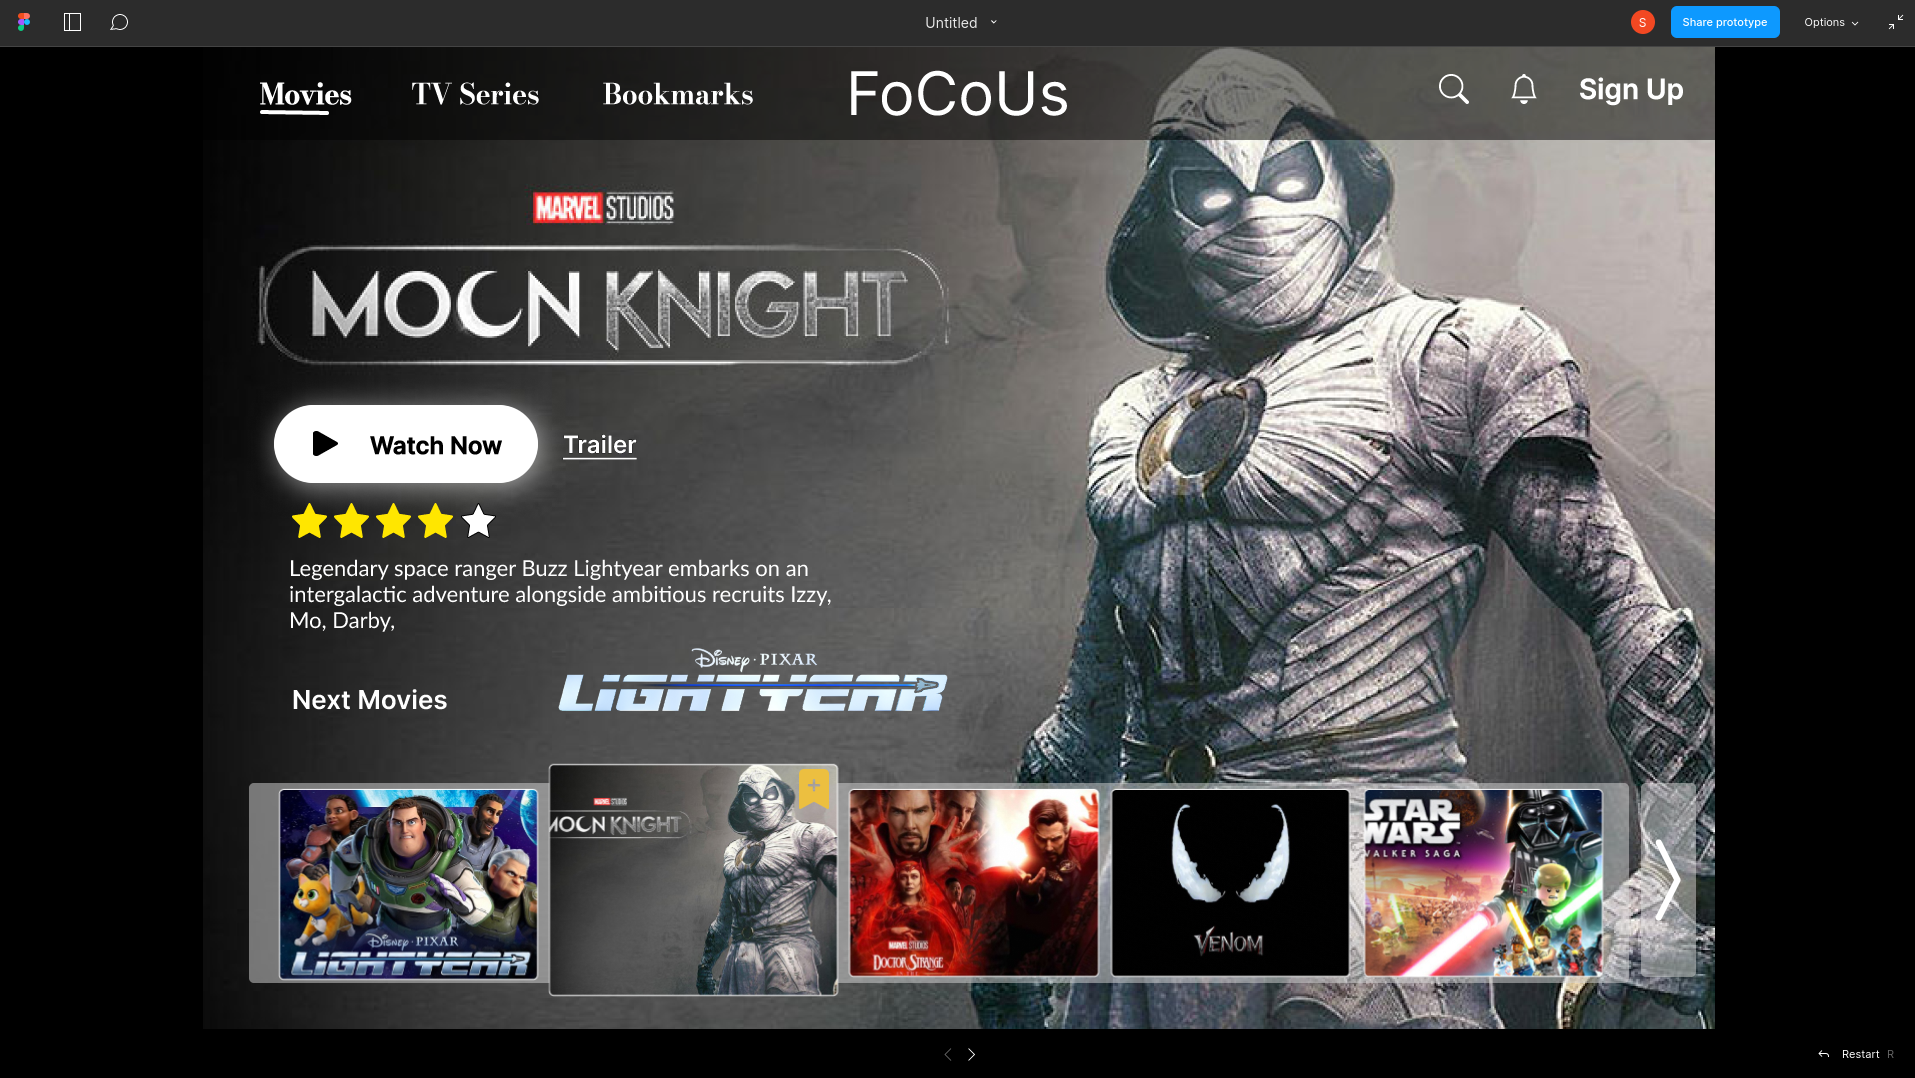 Untitled
S
Share prototype
Options
Movies
TV Series
Bookmarks
FoCoUs
Sign Up
MARVEL STUDIOS
MOON KNIGHT
Watch Now
Trailer
Legendary space ranger Buzz Lightyear embarks on an
intergalactic adventure alongside ambitious recruits Izzy,
Mo, Darby,
Disney · PIXAR
LIGHTYEAR
Next Movies
Disney · PIXAR
LIGHTYEAR
MARVEL STUDIOS
MOON KNIGHT
MARVEL STUDIOS
DOCTOR STRANGE
VENOM
STAR
WARS
WALKER SAGA
Restart R